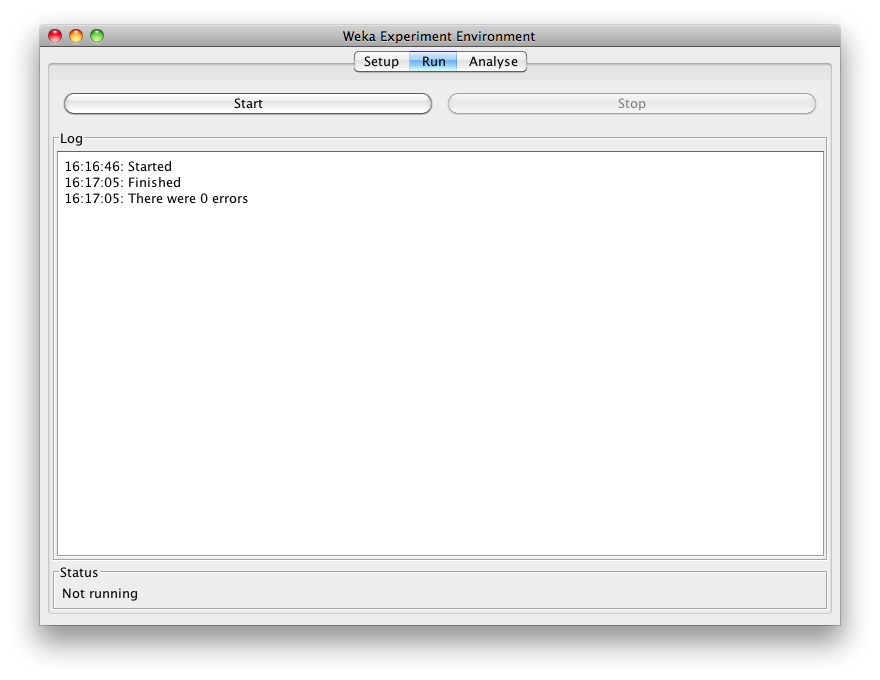 Weka Experiment Environment
Setup Run Analyse
Start Stop
Log
16:16:46: Started
16:17:05: Finished
16:17:05: There were 0 errors
Status
Not running